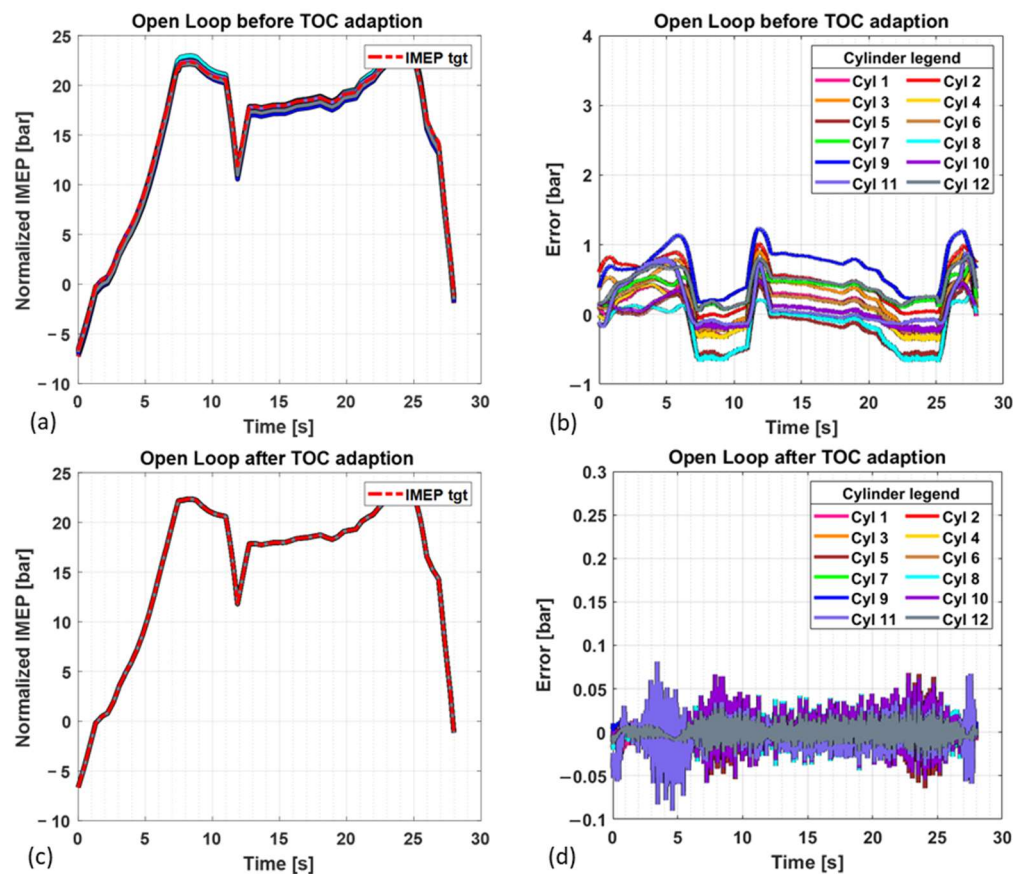 Open Loop before TOC adaption
25
20
15
10
5
0
−5
−10
Normalized IMEP [bar]
IMEP tgt
0 5 10 15 20 25 30
Time [s]
(a)
Open Loop before TOC adaption
4
3
2
1
0
−1
Error [bar]
Cylinder legend
Cyl 1 Cyl 2
Cyl 3 Cyl 4
Cyl 5 Cyl 6
Cyl 7 Cyl 8
Cyl 9 Cyl 10
Cyl 11 Cyl 12
0 5 10 15 20 25 30
Time [s]
(b)
Open Loop after TOC adaption
25
20
15
10
5
0
−5
−10
Normalized IMEP [bar]
IMEP tgt
0 5 10 15 20 25 30
Time [s]
(c)
Open Loop after TOC adaption
0.3
0.25
0.2
0.15
0.1
0.05
0
−0.05
−0.1
Error [bar]
Cylinder legend
Cyl 1 Cyl 2
Cyl 3 Cyl 4
Cyl 5 Cyl 6
Cyl 7 Cyl 8
Cyl 9 Cyl 10
Cyl 11 Cyl 12
0 5 10 15 20 25 30
Time [s]
(d)